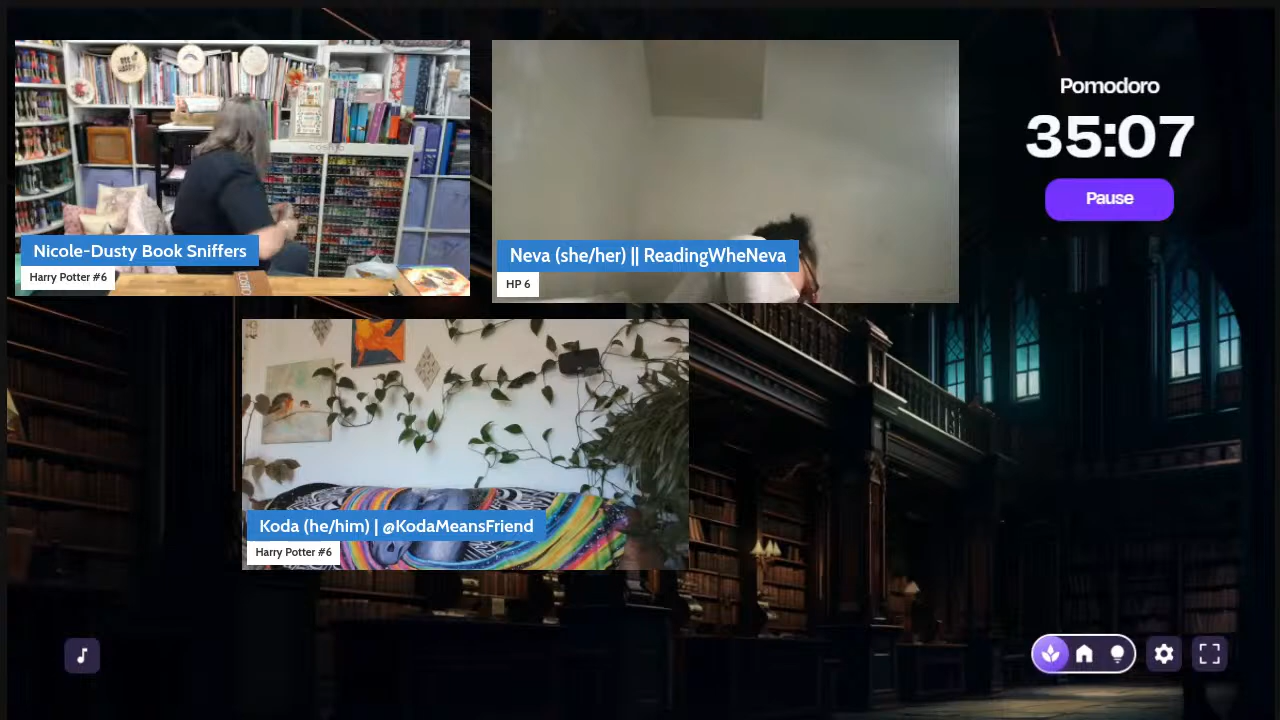 Pomodoro
35:07
Pause
Nicole-Dusty Book Sniffers
Harry Potter #6
Neva (she/her) || ReadingWheNeva
HP 6
Koda (he/him) | @KodaMeansFriend
Harry Potter #6